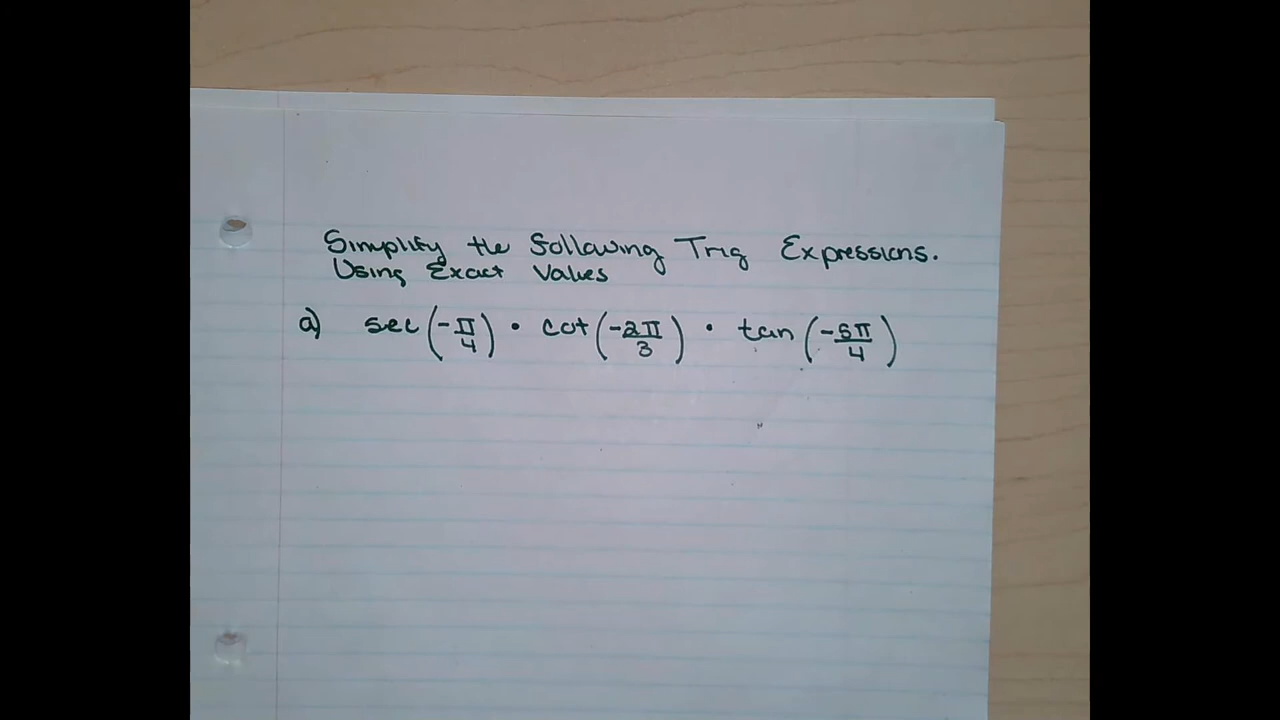 Simplify the following Trig Expressions.
Using Exact Values
a) sec(-π/4) · cot(-2π/3) · tan(-5π/4)